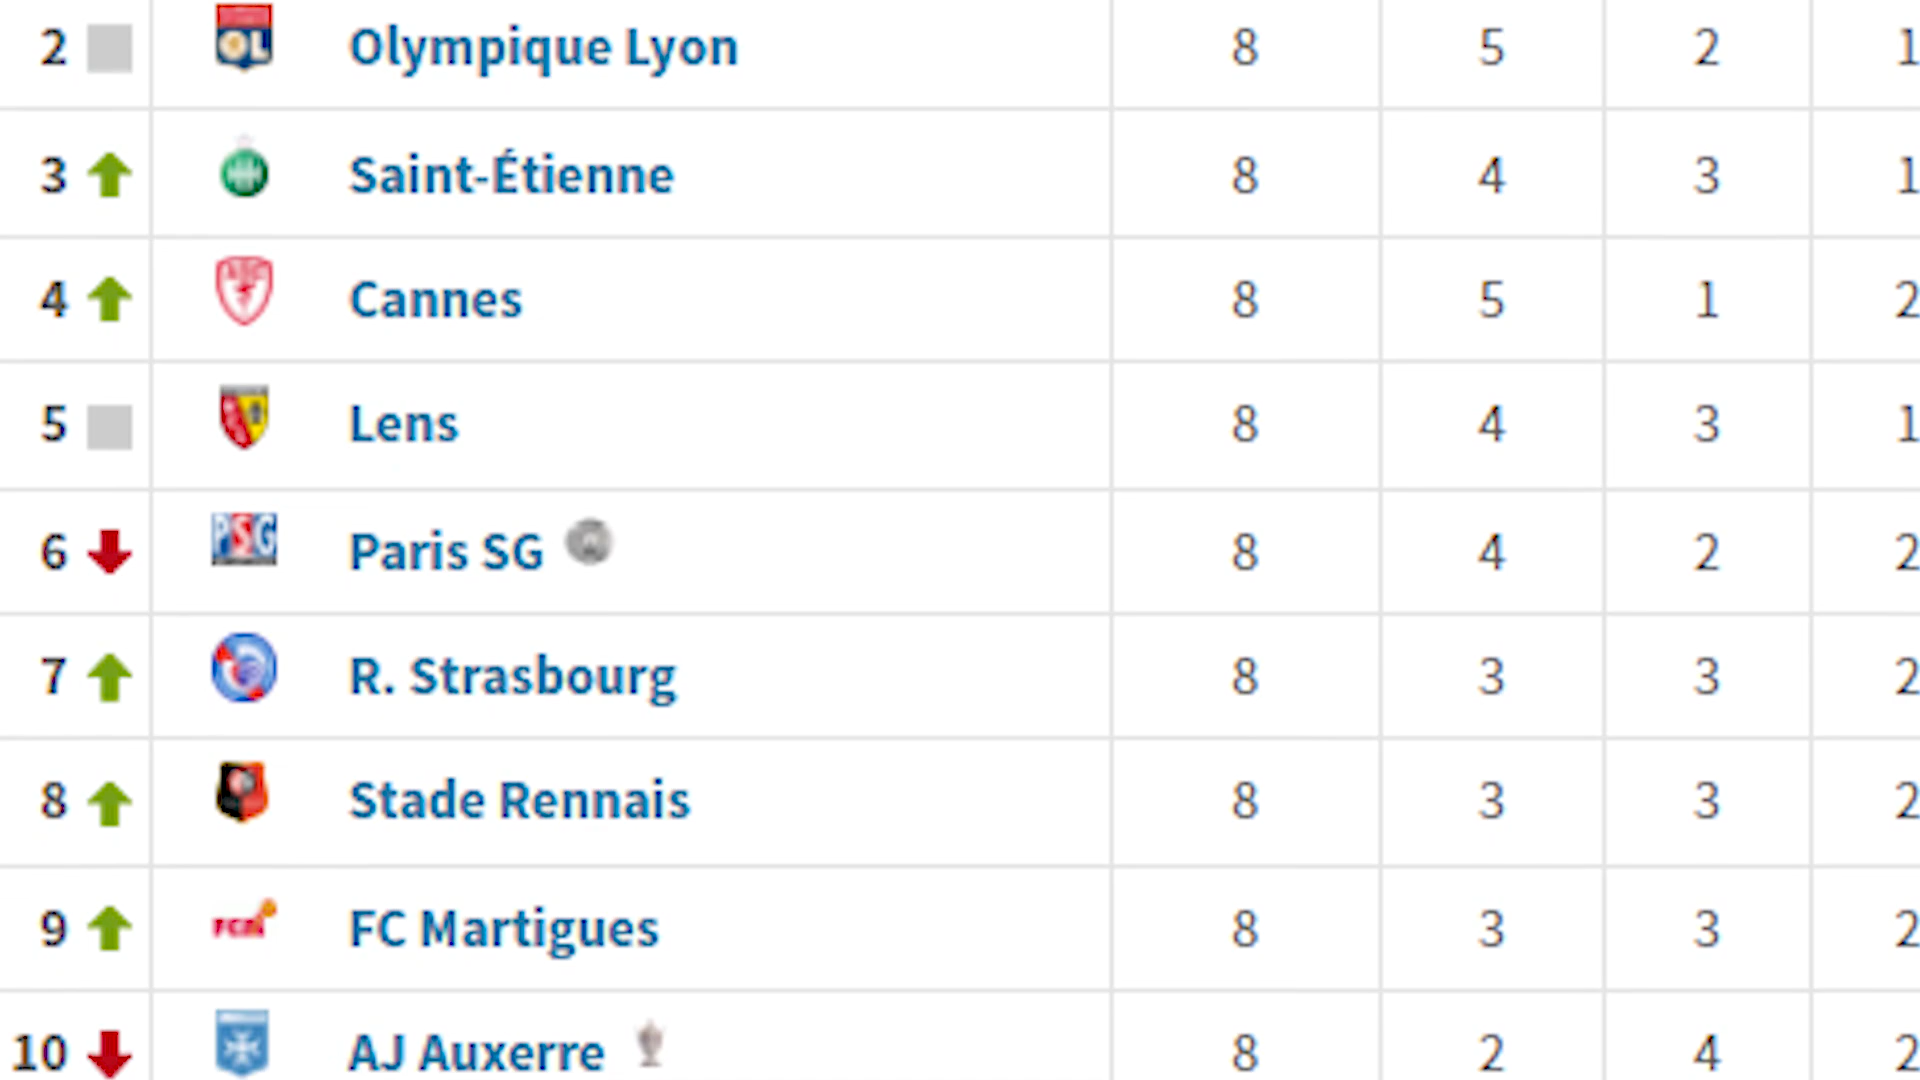 2 OL Olympique Lyon 8 5 2 1
3 Saint-Étienne 8 4 3 1
4 Cannes 8 5 1 2
5 Lens 8 4 3 1
6 PSG Paris SG 8 4 2 2
7 R. Strasbourg 8 3 3 2
8 Stade Rennais 8 3 3 2
9 FCM FC Martigues 8 3 3 2
10 AJ Auxerre 8 2 4 2